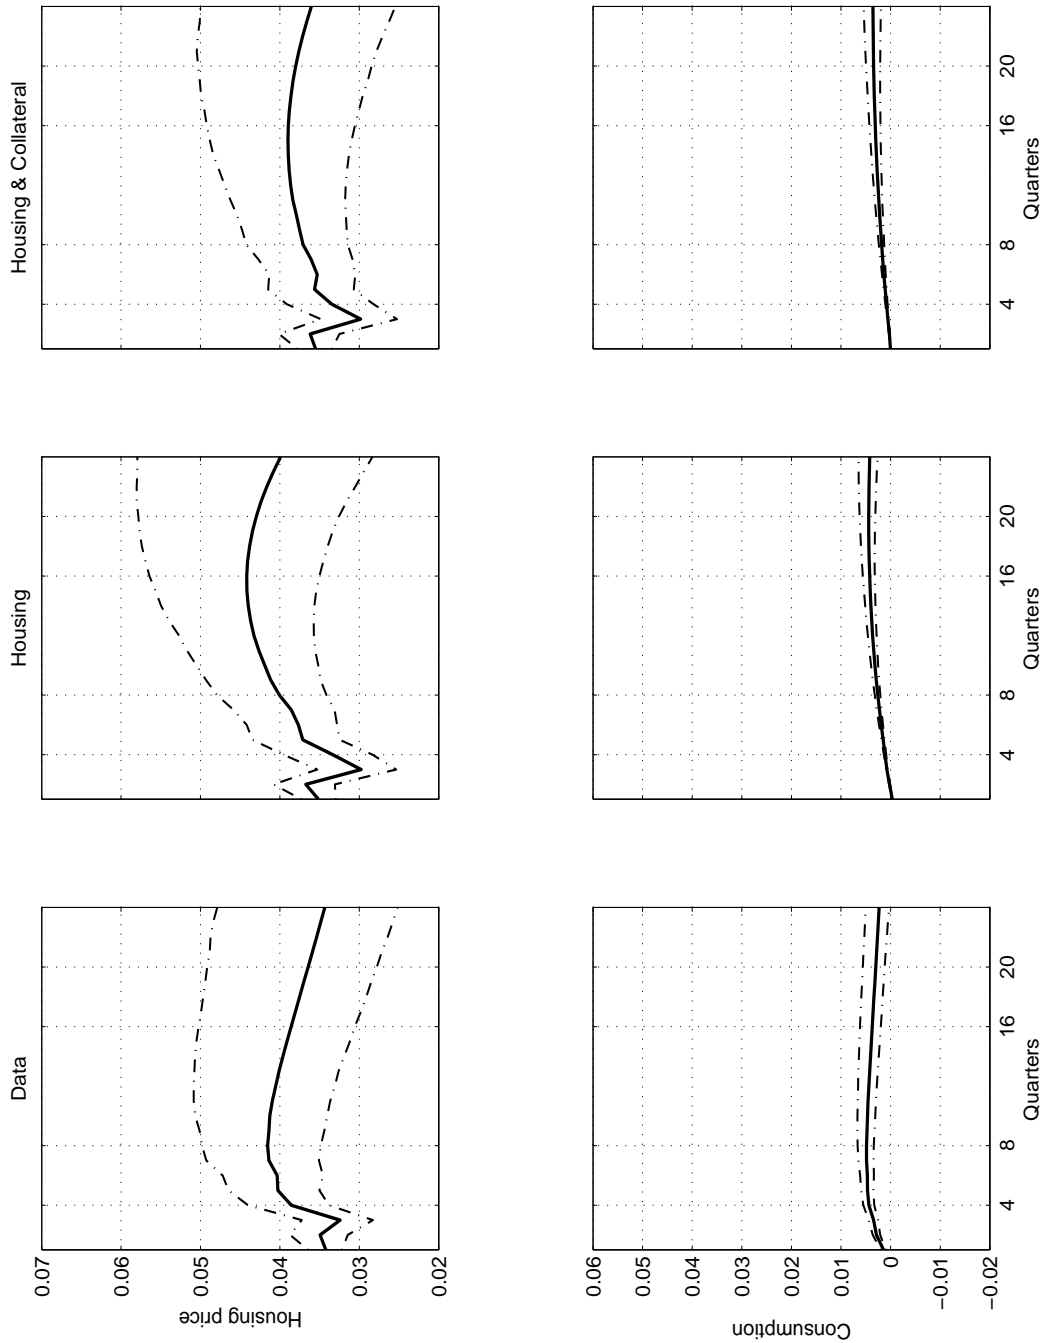 Data
Housing
Housing & Collateral
Housing price
0.07
0.06
0.05
0.04
0.03
0.02
Consumption
0.06
0.05
0.04
0.03
0.02
0.01
0
−0.01
−0.02
4 8 16 20
4 8 16 20
4 8 16 20
Quarters
Quarters
Quarters